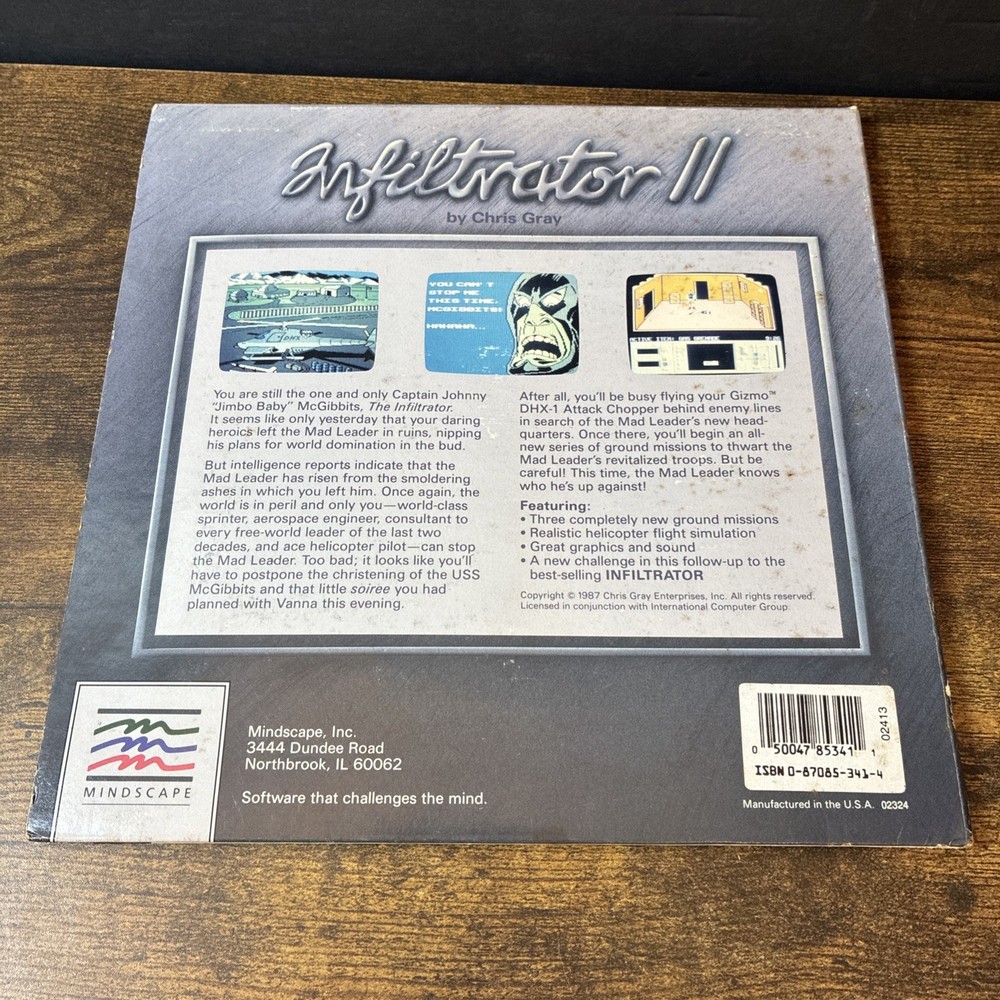 Infiltrator II
by Chris Gray
YOU CAN'T
STOP ME
THIS TIME,
MCGIBBITS!
HAHAHA...
You are still the one and only Captain Johnny
"Jimbo Baby" McGibbits, The Infiltrator.
It seems like only yesterday that your daring
heroics left the Mad Leader in ruins, nipping
his plans for world domination in the bud.
But intelligence reports indicate that the
Mad Leader has risen from the smoldering
ashes in which you left him. Once again, the
world is in peril and only you—world-class
sprinter, aerospace engineer, consultant to
every free-world leader of the last two
decades, and ace helicopter pilot—can stop
the Mad Leader. Too bad; it looks like you'll
have to postpone the christening of the USS
McGibbits and that little soiree you had
planned with Vanna this evening.
After all, you'll be busy flying your Gizmo™
DHX-1 Attack Chopper behind enemy lines
in search of the Mad Leader's new head-
quarters. Once there, you'll begin an all-
new series of ground missions to thwart the
Mad Leader's revitalized troops. But be
careful! This time, the Mad Leader knows
who he's up against!
Featuring:
• Three completely new ground missions
• Realistic helicopter flight simulation
• Great graphics and sound
• A new challenge in this follow-up to the
best-selling INFILTRATOR
Copyright © 1987 Chris Gray Enterprises, Inc. All rights reserved.
Licensed in conjunction with International Computer Group.
MINDSCAPE
Mindscape, Inc.
3444 Dundee Road
Northbrook, IL 60062
Software that challenges the mind.
0 50047 85341 1
02413
ISBN 0-87085-341-4
Manufactured in the U.S.A. 02324